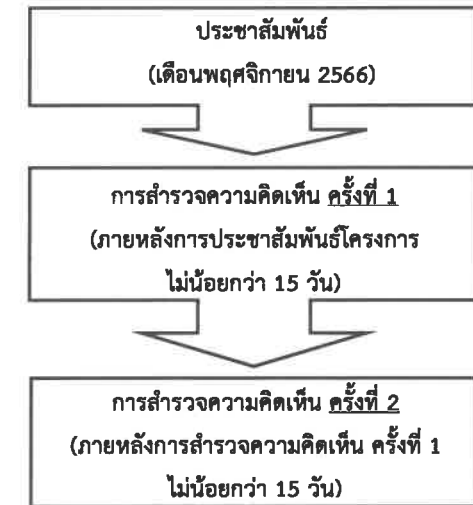 ประชาสัมพันธ์
(เดือนพฤศจิกายน 2566)
การสำรวจความคิดเห็น ครั้งที่ 1
(ภายหลังการประชาสัมพันธ์โครงการ
ไม่น้อยกว่า 15 วัน)
การสำรวจความคิดเห็น ครั้งที่ 2
(ภายหลังการสำรวจความคิดเห็น ครั้งที่ 1
ไม่น้อยกว่า 15 วัน)